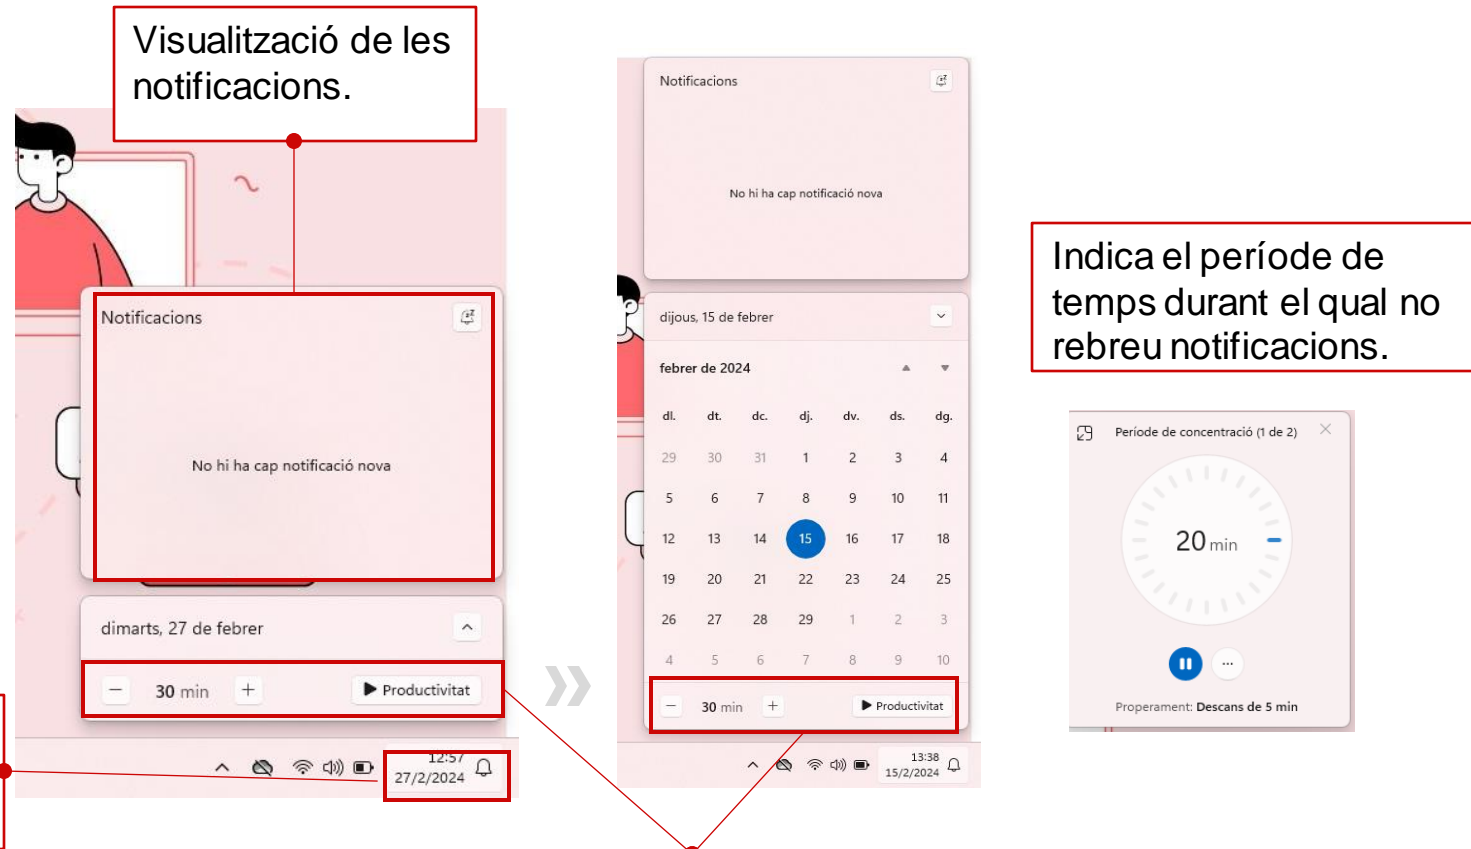 Visualització de les
notificacions.
Notificacions
No hi ha cap notificació nova
dimarts, 27 de febrer
30 min
Productivitat
12:57
27/2/2024
Notificacions
No hi ha cap notificació nova
dijous, 15 de febrer
febrer de 2024
dl. dt. dc. dj. dv. ds. dg.
29 30 31 1 2 3 4
5 6 7 8 9 10 11
12 13 14 15 16 17 18
19 20 21 22 23 24 25
26 27 28 29 1 2 3
4 5 6 7 8 9 10
30 min
Productivitat
13:38
15/2/2024
Indica el període de
temps durant el qual no
rebreu notificacions.
Període de concentració (1 de 2)
20 min
Properament: Descans de 5 min